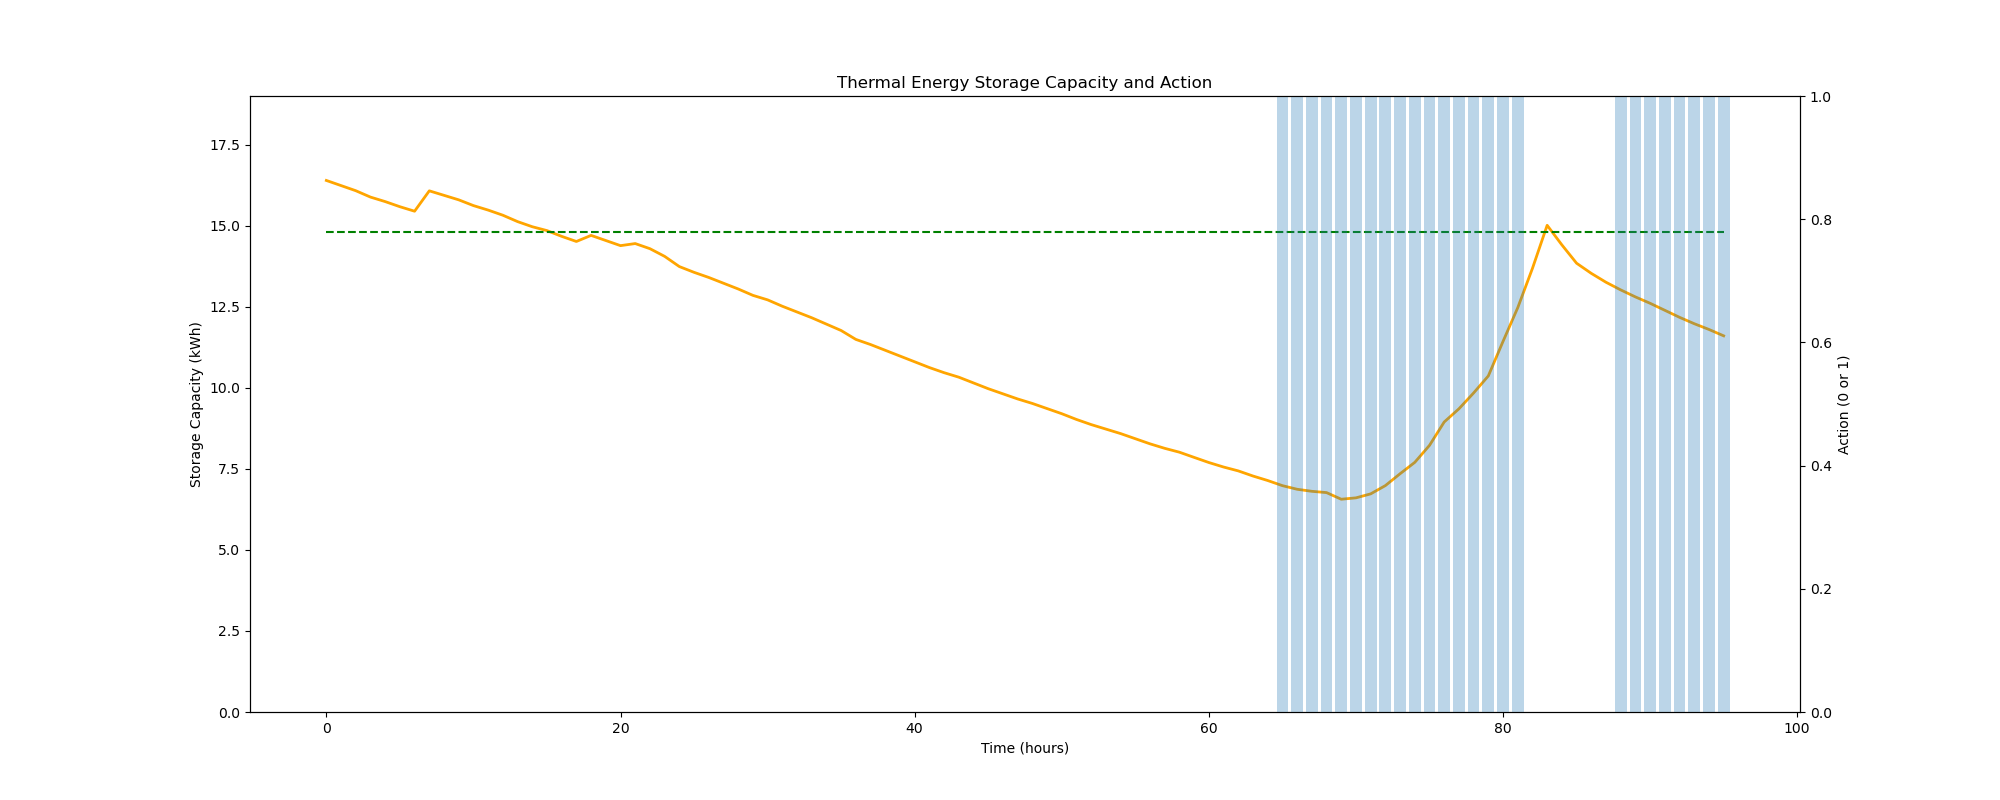 Thermal Energy Storage Capacity and Action
17.5
15.0
12.5
10.0
7.5
5.0
2.5
0.0
Storage Capacity (kWh)
1.0
0.8
0.6
0.4
0.2
0.0
Action (0 or 1)
0 20 40 60 80 100
Time (hours)